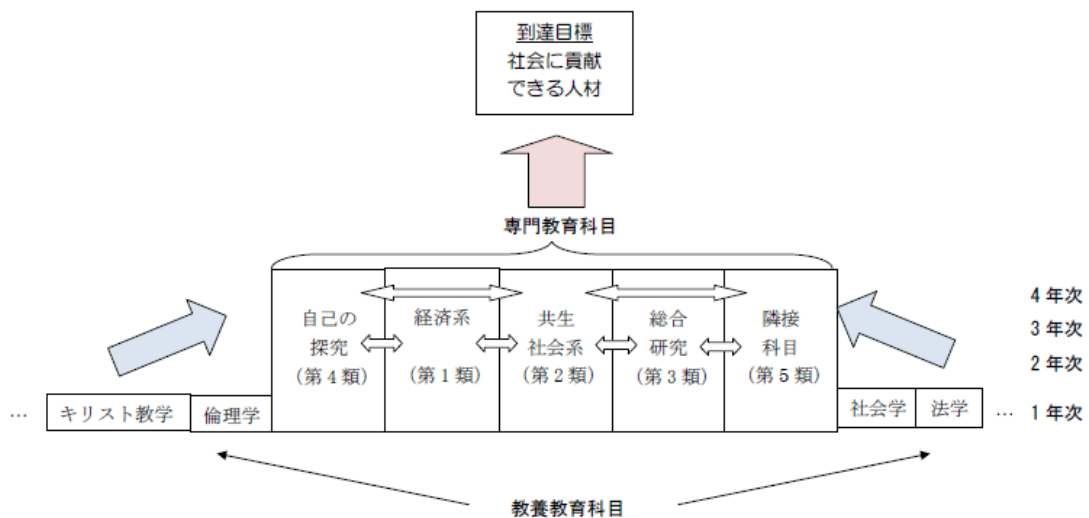 到達目標
社会に貢献
できる人材
専門教育科目
自己の
探究
(第4類)
経済系
(第1類)
共生
社会系
(第2類)
総合
研究
(第3類)
隣接
科目
(第5類)
4年次
3年次
2年次
1年次
… キリスト教学 倫理学
社会学 法学 …
教養教育科目